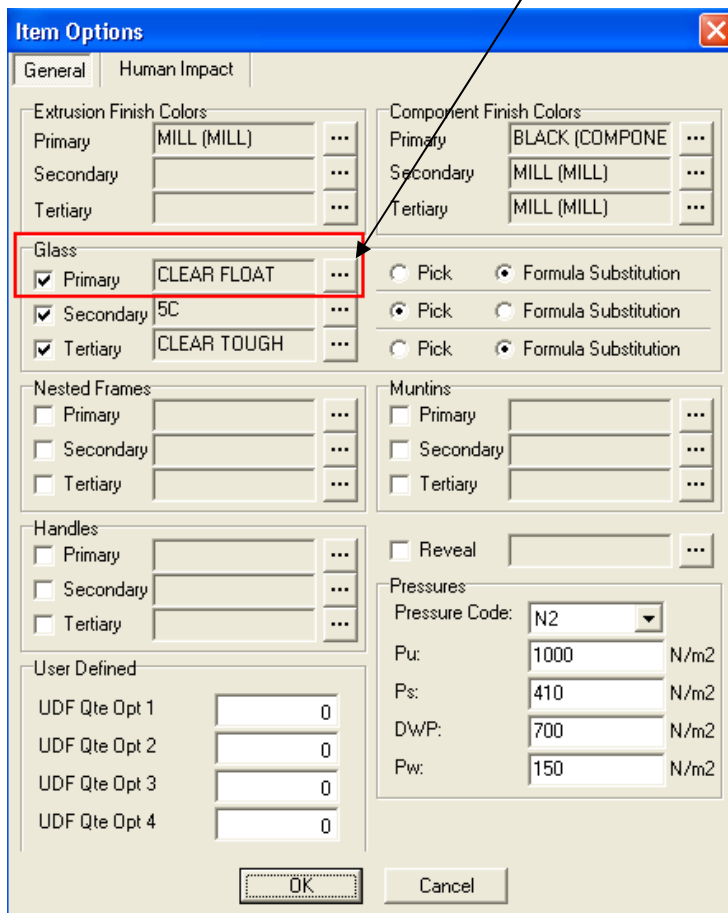 Item Options
General Human Impact
Extrusion Finish Colors
Primary MILL (MILL) ...
Secondary ...
Tertiary ...
Component Finish Colors
Primary BLACK (COMPONE ...
Secondary MILL (MILL) ...
Tertiary MILL (MILL) ...
Glass
Primary CLEAR FLOAT ... Pick Formula Substitution
Secondary 5C ... Pick Formula Substitution
Tertiary CLEAR TOUGH ... Pick Formula Substitution
Nested Frames
Primary ...
Secondary ...
Tertiary ...
Muntins
Primary ...
Secondary ...
Tertiary ...
Handles
Primary ...
Secondary ...
Tertiary ...
Reveal ...
Pressures
Pressure Code: N2
Pu: 1000 N/m2
Ps: 410 N/m2
DWP: 700 N/m2
Pw: 150 N/m2
User Defined
UDF Qte Opt 1 0
UDF Qte Opt 2 0
UDF Qte Opt 3 0
UDF Qte Opt 4 0
OK Cancel